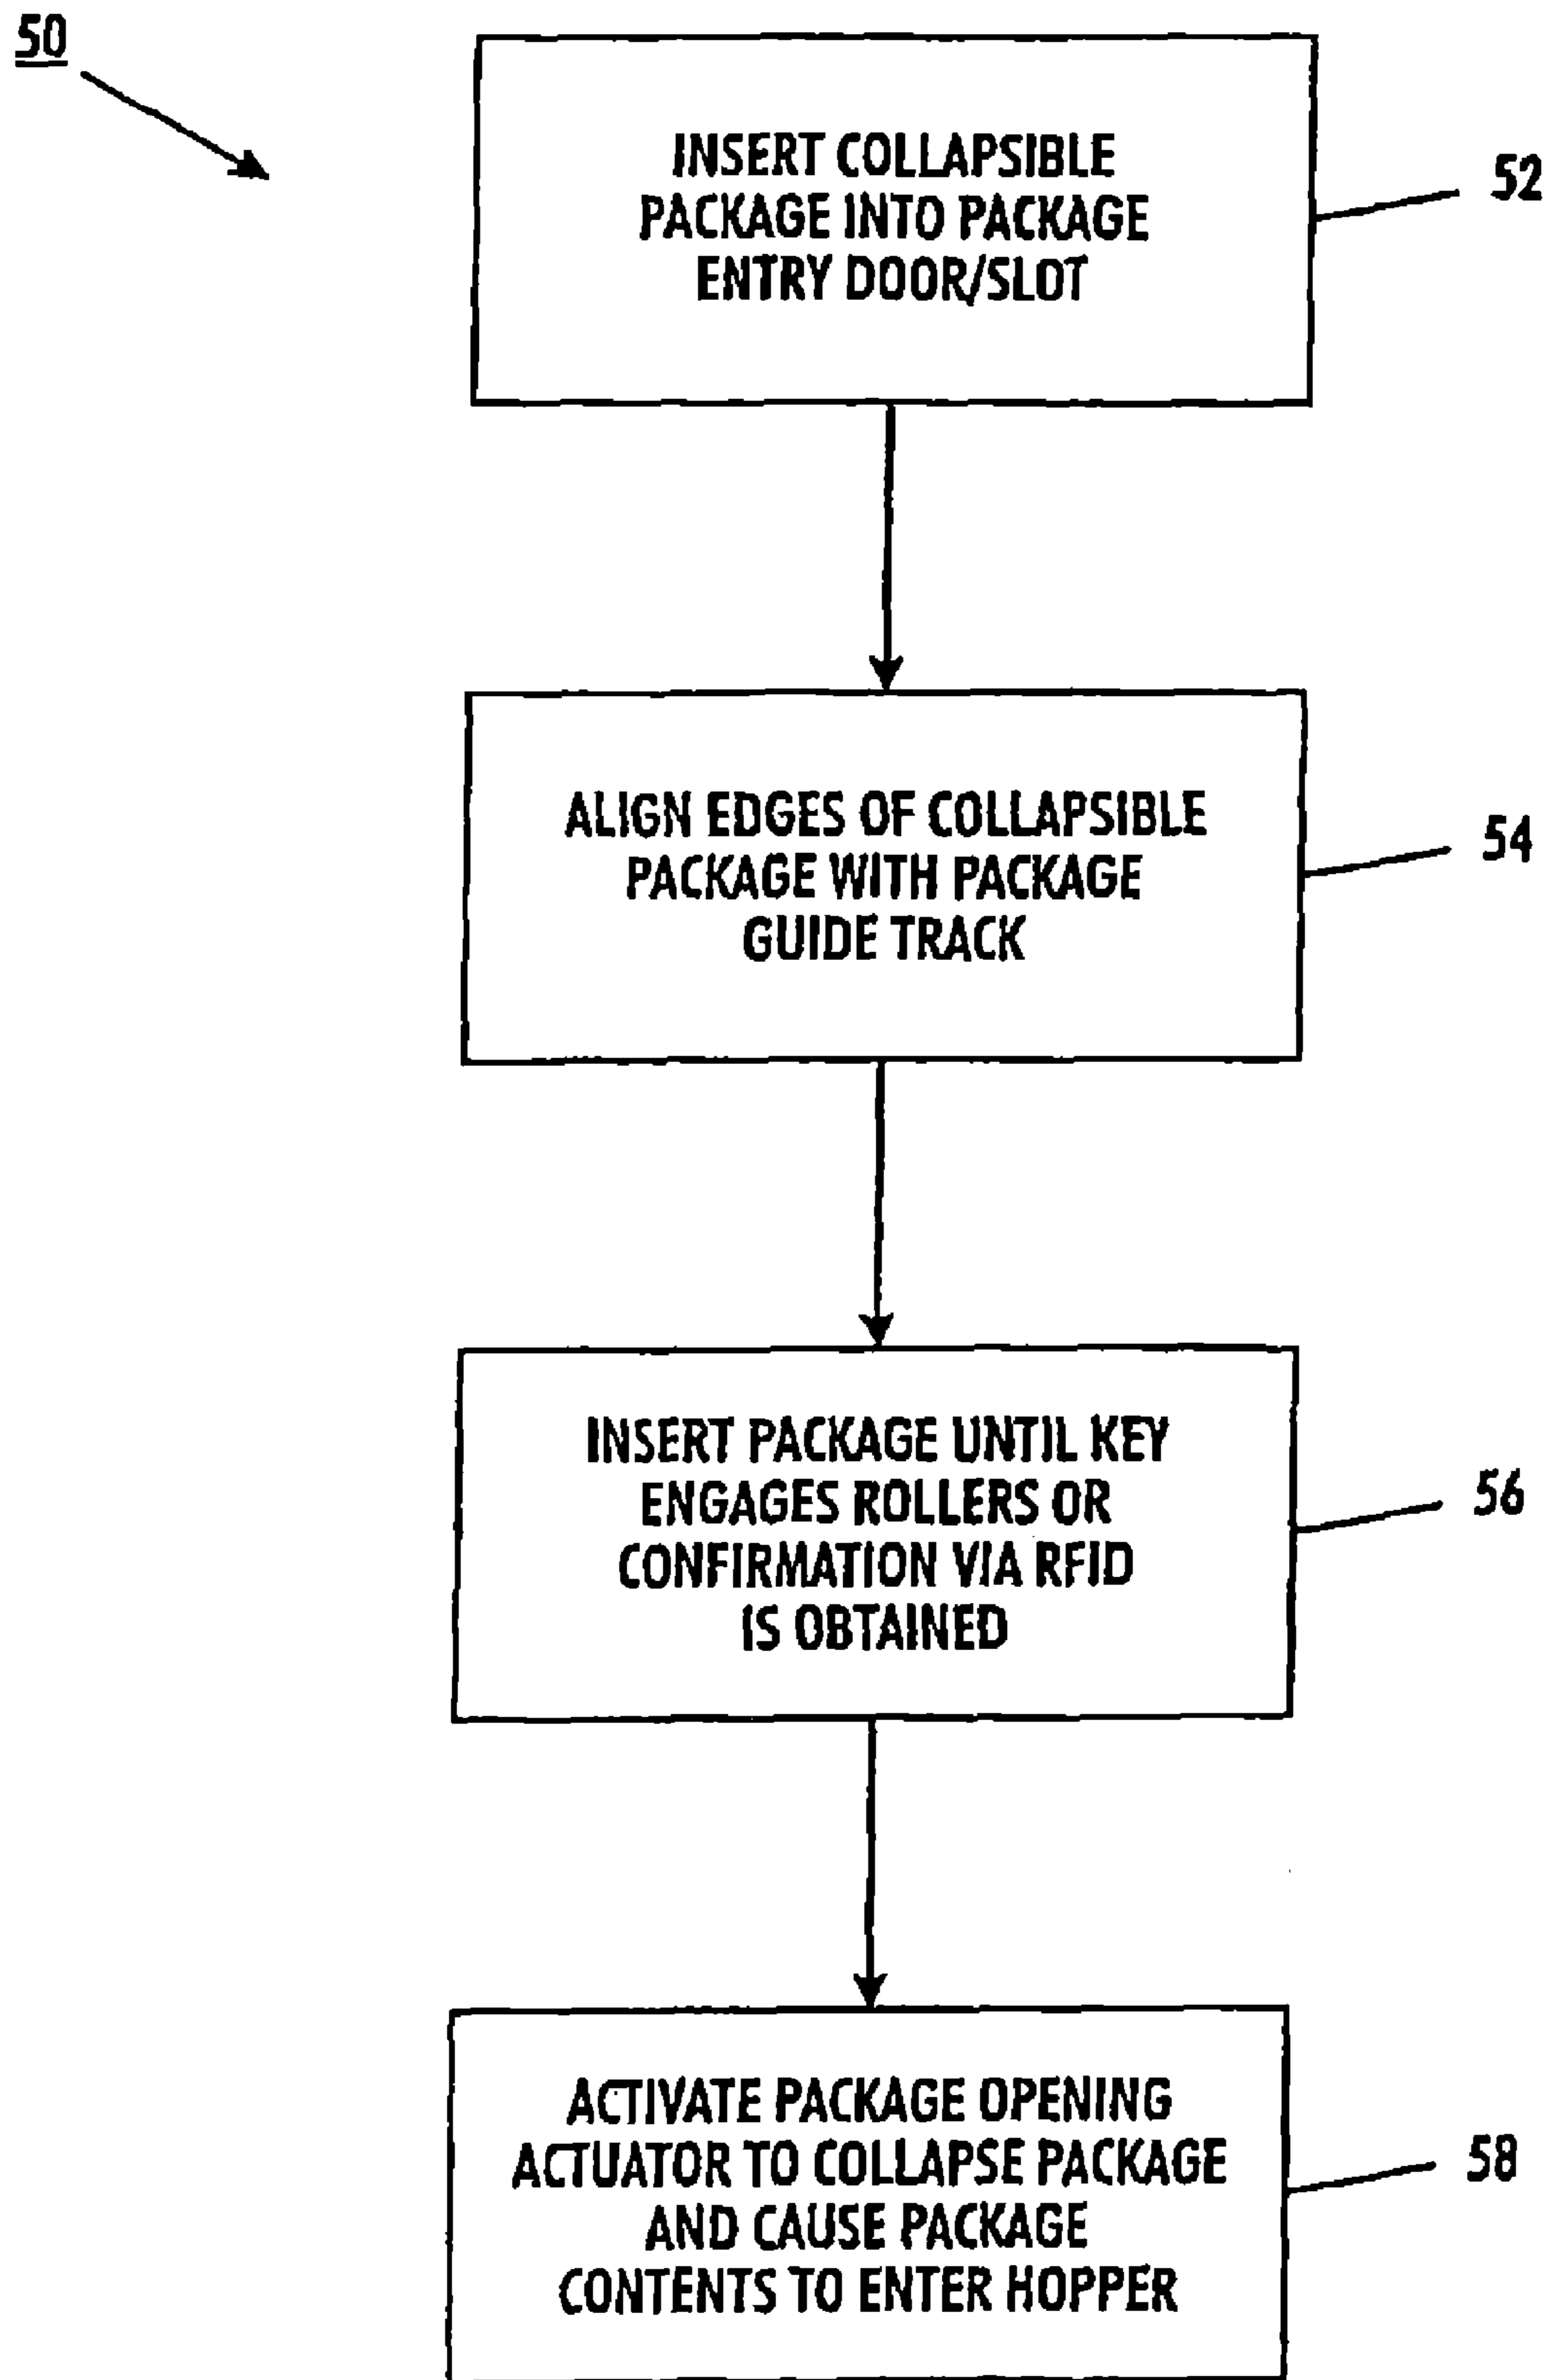 50
INSERT COLLAPSIBLE
PACKAGE INTO PACKAGE
ENTRY DOOR/SLOT
52
ALIGN EDGES OF COLLAPSIBLE
PACKAGE WITH PACKAGE
GUIDE TRACK
54
INSERT PACKAGE UNTIL KEY
ENGAGES ROLLERS OR
CONFIRMATION VIA RFID
IS OBTAINED
56
ACTIVATE PACKAGE OPENING
ACTUATOR TO COLLAPSE PACKAGE
AND CAUSE PACKAGE
CONTENTS TO ENTER HOPPER
58